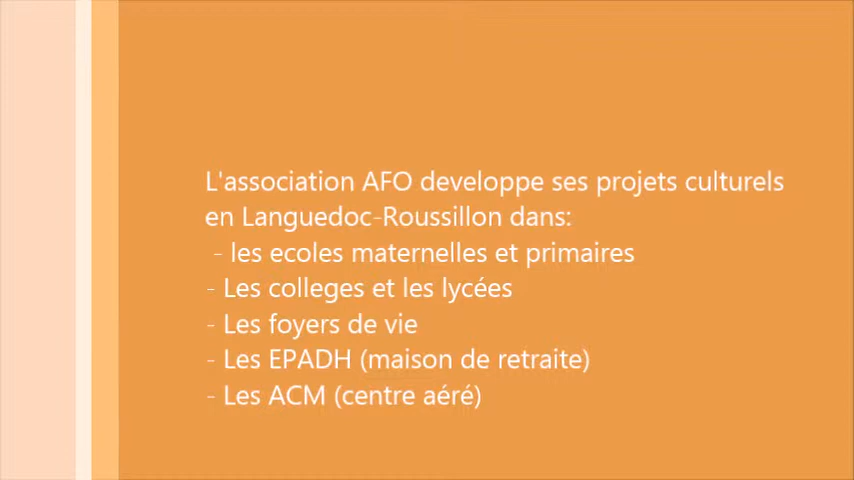 L'association AFO developpe ses projets culturels
en Languedoc-Roussillon dans:
- les ecoles maternelles et primaires
- Les colleges et les lycées
- Les foyers de vie
- Les EPADH (maison de retraite)
- Les ACM (centre aéré)